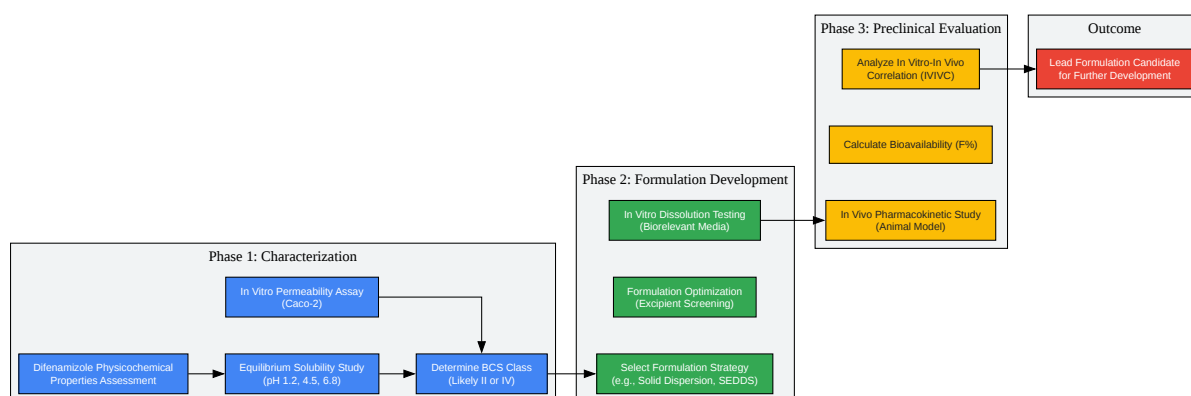 Phase 1: Characterization
In Vitro Permeability Assay
(Caco-2)
Difenamizole Physicochemical
Properties Assessment
Equilibrium Solubility Study
(pH 1.2, 4.5, 6.8)
Determine BCS Class
(Likely II or IV)
Phase 2: Formulation Development
In Vitro Dissolution Testing
(Biorelevant Media)
Formulation Optimization
(Excipient Screening)
Select Formulation Strategy
(e.g., Solid Dispersion, SEDDS)
Phase 3: Preclinical Evaluation
Analyze In Vitro-In Vivo
Correlation (IVIVC)
Calculate Bioavailability (F%)
In Vivo Pharmacokinetic Study
(Animal Model)
Outcome
Lead Formulation Candidate
for Further Development